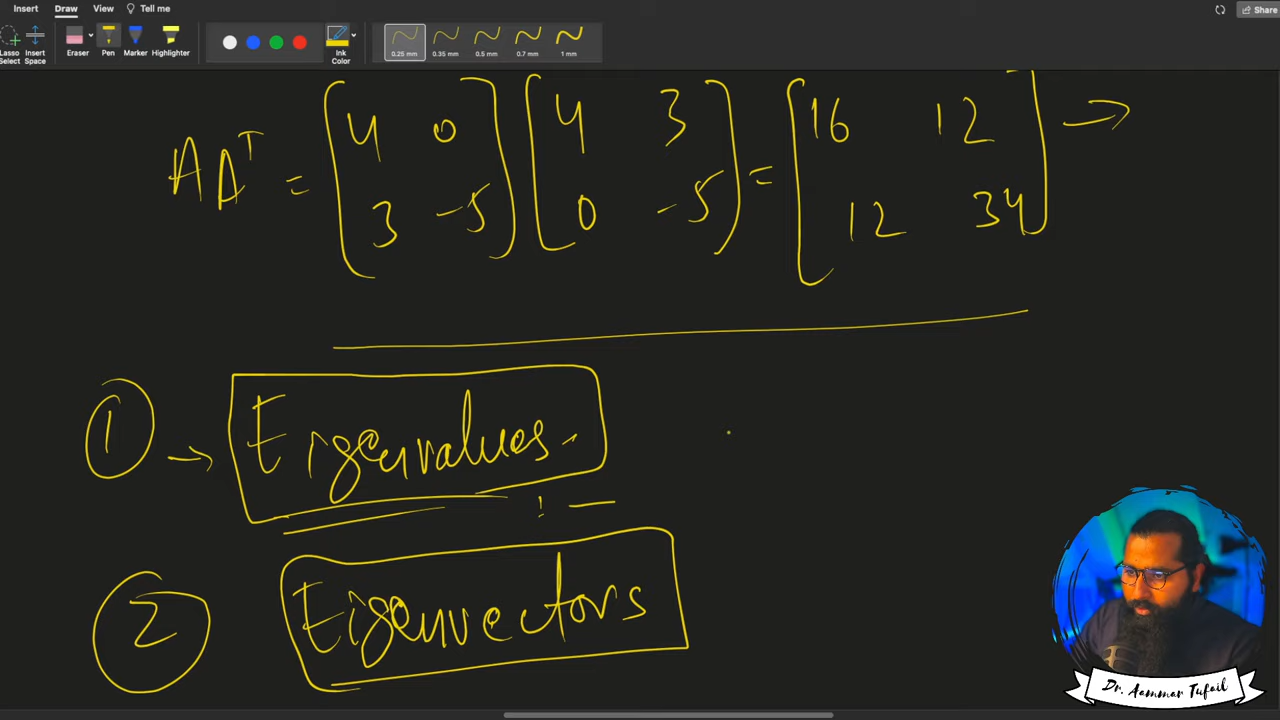 Insert Draw View Tell me Share
Lasso Select Insert Space Eraser Pen Marker Highlighter Ink Color 0.25 mm 0.35 mm 0.5 mm 0.7 mm 1 mm
AAᵀ = [4 0 3 -5] [4 3 0 -5] = [16 12 12 34] →
1 → Eigenvalues.
! —
2 Eigenvectors
Dr. Aammar Tufail